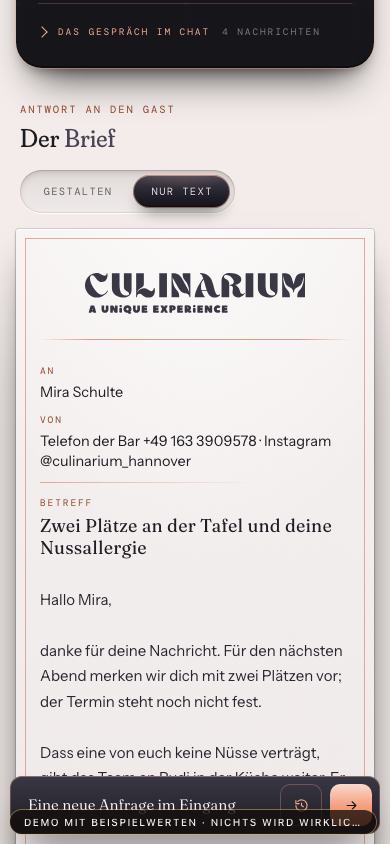 DAS GESPRÄCH IM CHAT 4 NACHRICHTEN
ANTWORT AN DEN GAST
Der Brief
GESTALTEN NUR TEXT
CULINARIUM
A UNiQUE EXPERiENCE
AN
Mira Schulte
VON
Telefon der Bar +49 163 3909578 · Instagram
@culinarium_hannover
BETREFF
Zwei Plätze an der Tafel und deine
Nussallergie
Hallo Mira,
danke für deine Nachricht. Für den nächsten
Abend merken wir dich mit zwei Plätzen vor;
der Termin steht noch nicht fest.
Dass eine von euch keine Nüsse verträgt,
Eine neue Anfrage im Eingang
DEMO MIT BEISPIELWERTEN · NICHTS WIRD WIRKLIC…